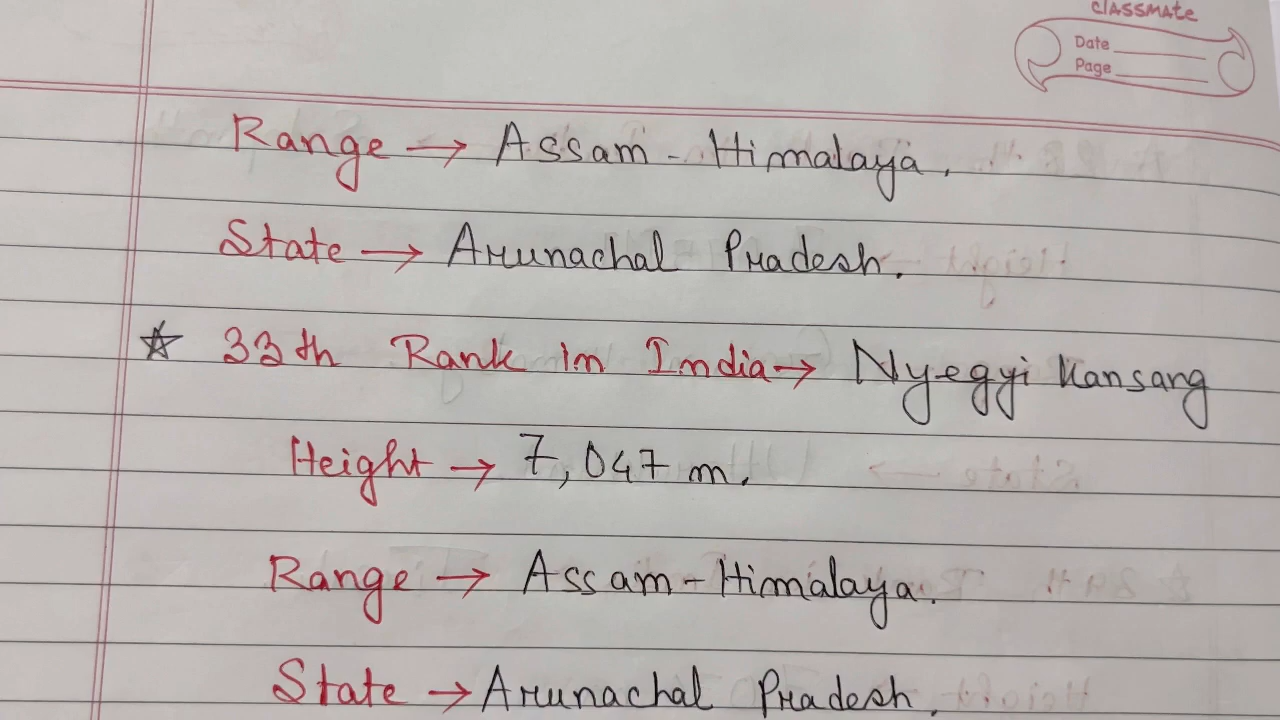 classmate
Date
Page
Range → Assam - Himalaya.
State → Arunachal Pradesh.
☆ 33th Rank in India → Nyegyi Kansang
Height → 7,047 m.
Range → Assam - Himalaya.
State → Arunachal Pradesh.